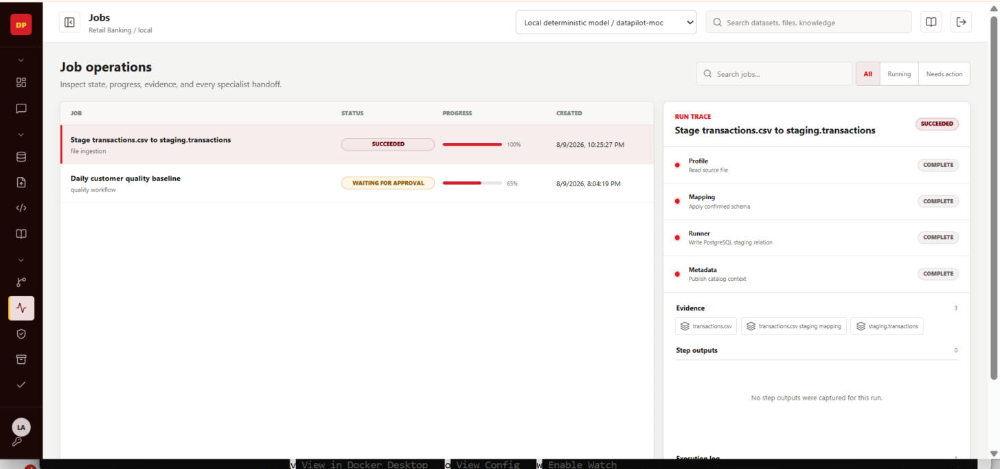 DP
Jobs
Retail Banking / local
Local deterministic model / datapilot-moc
Search datasets, files, knowledge
Job operations
Inspect state, progress, evidence, and every specialist handoff.
Search jobs...
All
Running
Needs action
JOB
STATUS
PROGRESS
CREATED
Stage transactions.csv to staging.transactions
file ingestion
SUCCEEDED
100%
8/9/2026, 10:25:27 PM
Daily customer quality baseline
quality workflow
WAITING FOR APPROVAL
65%
8/9/2026, 8:04:19 PM
RUN TRACE
Stage transactions.csv to staging.transactions
SUCCEEDED
Profile
Read source file
COMPLETE
Mapping
Apply confirmed schema
COMPLETE
Runner
Write PostgreSQL staging relation
COMPLETE
Metadata
Publish catalog context
COMPLETE
Evidence
3
transactions.csv
transactions.csv staging mapping
staging.transactions
Step outputs
0
No step outputs were captured for this run.
Execution log
1
LA
v View in Docker Desktop o View Config w Enable Watch